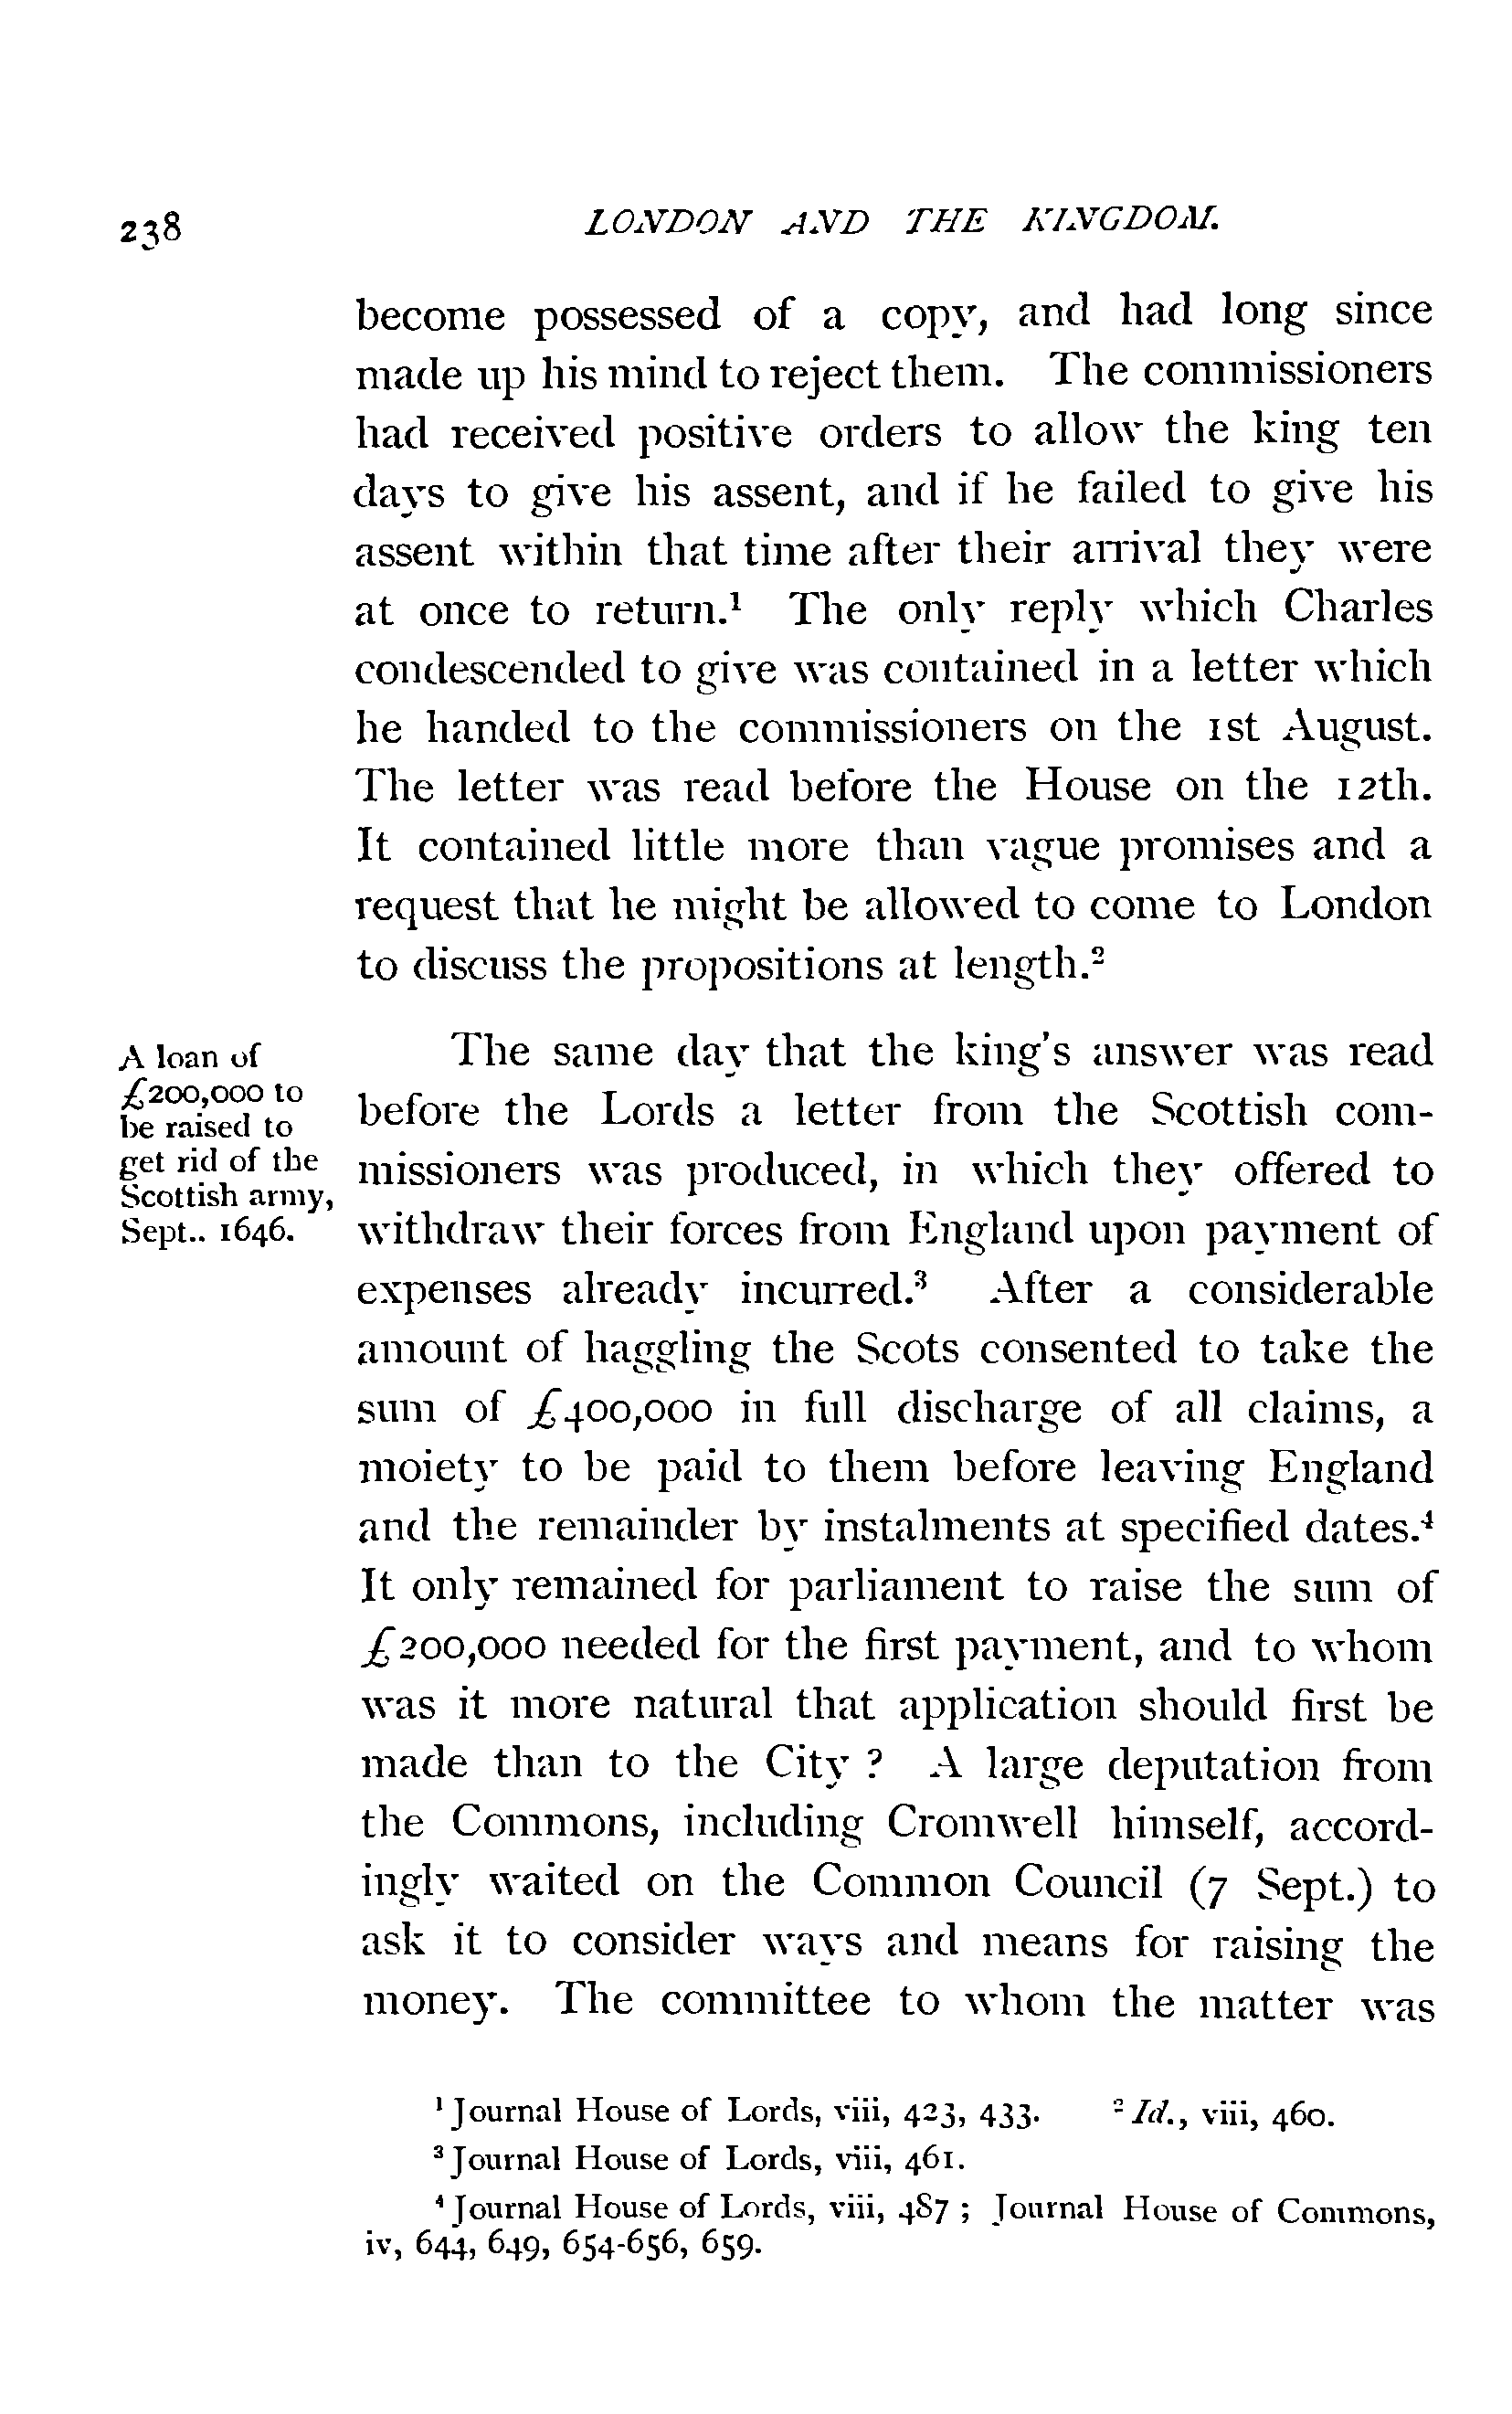 238 LONDON AND THE KINGDOM.
become possessed of a copy, and had long since
made up his mind to reject them. The commissioners
had received positive orders to allow the king ten
days to give his assent, and if he failed to give his
assent within that time after their arrival they were
at once to return.¹ The only reply which Charles
condescended to give was contained in a letter which
he handed to the commissioners on the 1st August.
The letter was read before the House on the 12th.
It contained little more than vague promises and a
request that he might be allowed to come to London
to discuss the propositions at length.²
A loan of
£200,000 to
be raised to
get rid of the
Scottish army,
Sept.. 1646.
The same day that the king's answer was read
before the Lords a letter from the Scottish com-
missioners was produced, in which they offered to
withdraw their forces from England upon payment of
expenses already incurred.³ After a considerable
amount of haggling the Scots consented to take the
sum of £400,000 in full discharge of all claims, a
moiety to be paid to them before leaving England
and the remainder by instalments at specified dates.⁴
It only remained for parliament to raise the sum of
£200,000 needed for the first payment, and to whom
was it more natural that application should first be
made than to the City ? A large deputation from
the Commons, including Cromwell himself, accord-
ingly waited on the Common Council (7 Sept.) to
ask it to consider ways and means for raising the
money. The committee to whom the matter was
¹ Journal House of Lords, viii, 423, 433. ² Id., viii, 460.
³ Journal House of Lords, viii, 461.
⁴ Journal House of Lords, viii, 487 ; Journal House of Commons,
iv, 644, 649, 654-656, 659.